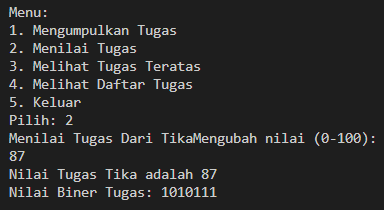 Menu:
1. Mengumpulkan Tugas
2. Menilai Tugas
3. Melihat Tugas Teratas
4. Melihat Daftar Tugas
5. Keluar
Pilih: 2
Menilai Tugas Dari TikaMengubah nilai (0-100):
87
Nilai Tugas Tika adalah 87
Nilai Biner Tugas: 1010111